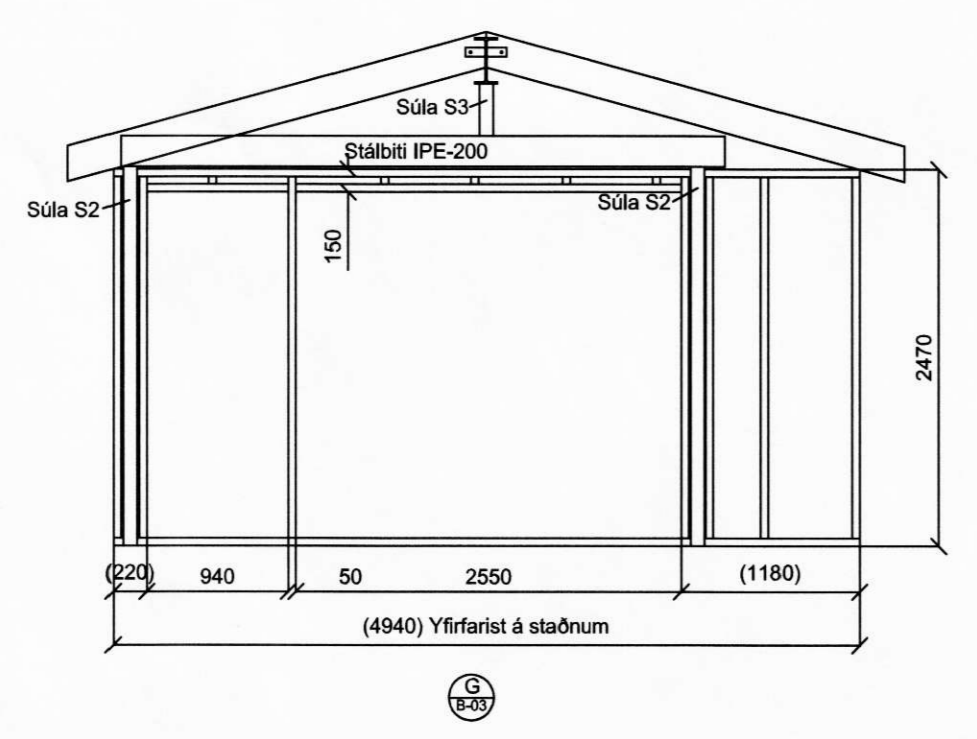 Súla S3
Stálbiti IPE-200
Súla S2
Súla S2
150
2470
(220)
940
50
2550
(1180)
(4940) Yfirfarist á staðnum
G
B-03